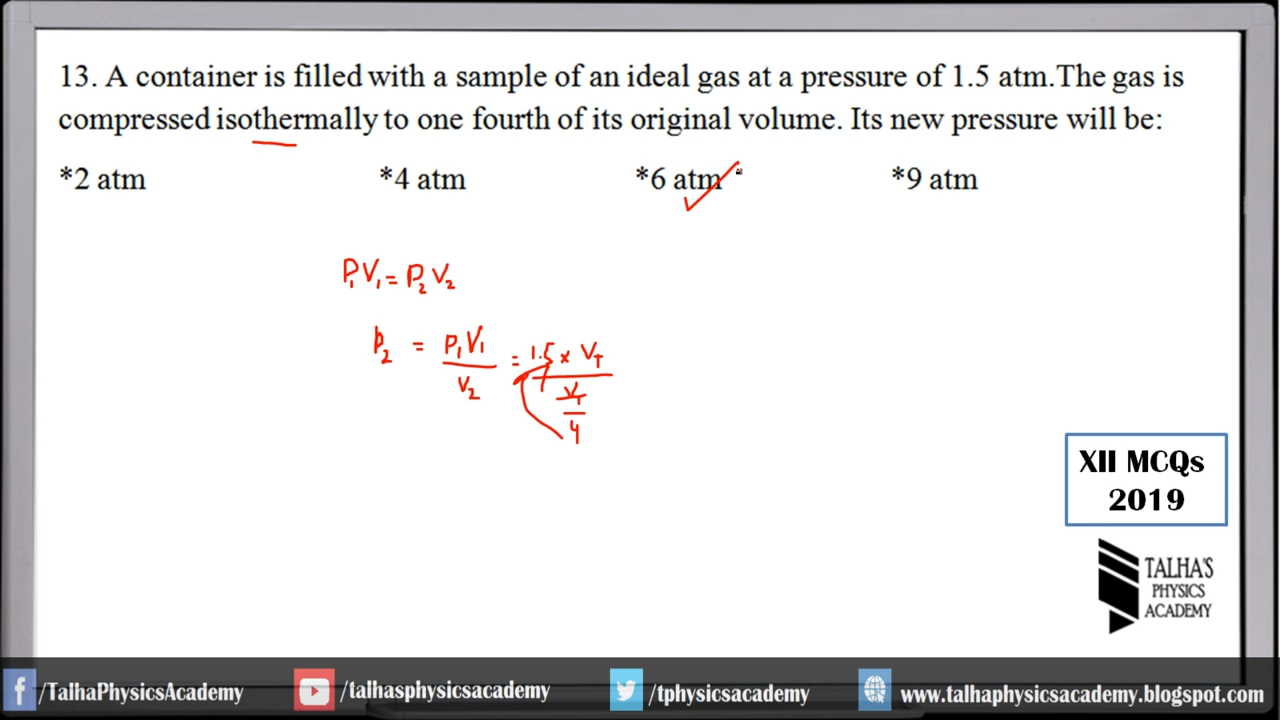 13. A container is filled with a sample of an ideal gas at a pressure of 1.5 atm.The gas is
compressed isothermally to one fourth of its original volume. Its new pressure will be:
*2 atm *4 atm *6 atm *9 atm
P₁V₁ = P₂V₂
P₂ = P₁V₁ / V₂ = 1.5 × V₁ / V₁/4
XII MCQs
2019
TALHA'S
PHYSICS
ACADEMY
/TalhaPhysicsAcademy /talhasphysicsacademy /tphysicsacademy www.talhaphysicsacademy.blogspot.com